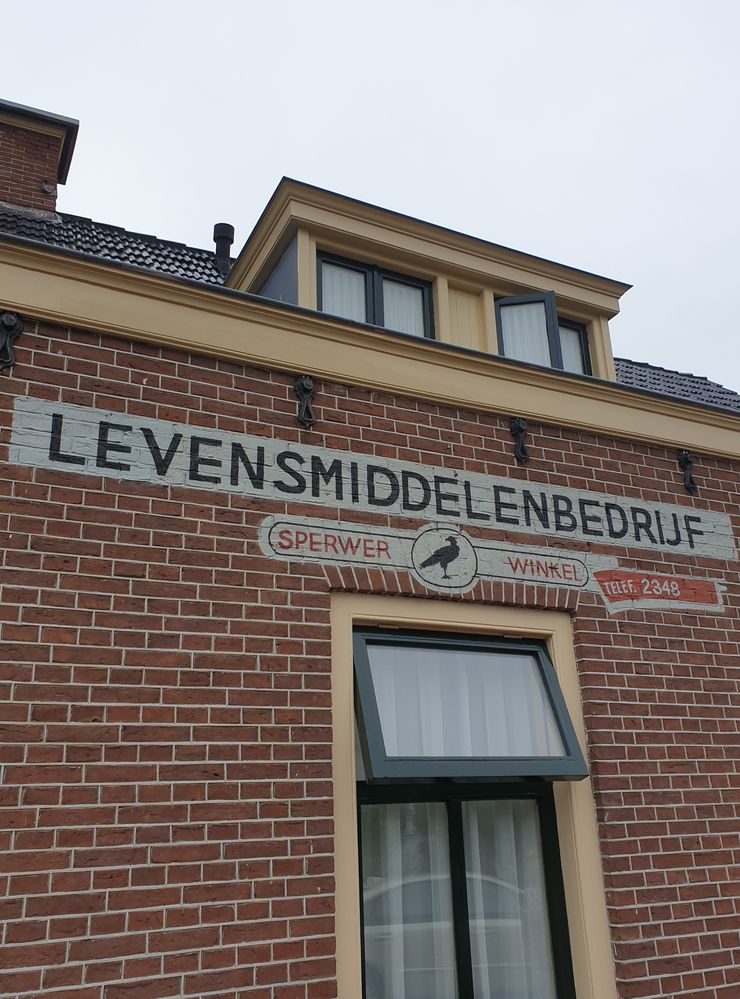 LEVENSMIDDELENBEDRIJF
SPERWER WINKEL
TELEF. 2348